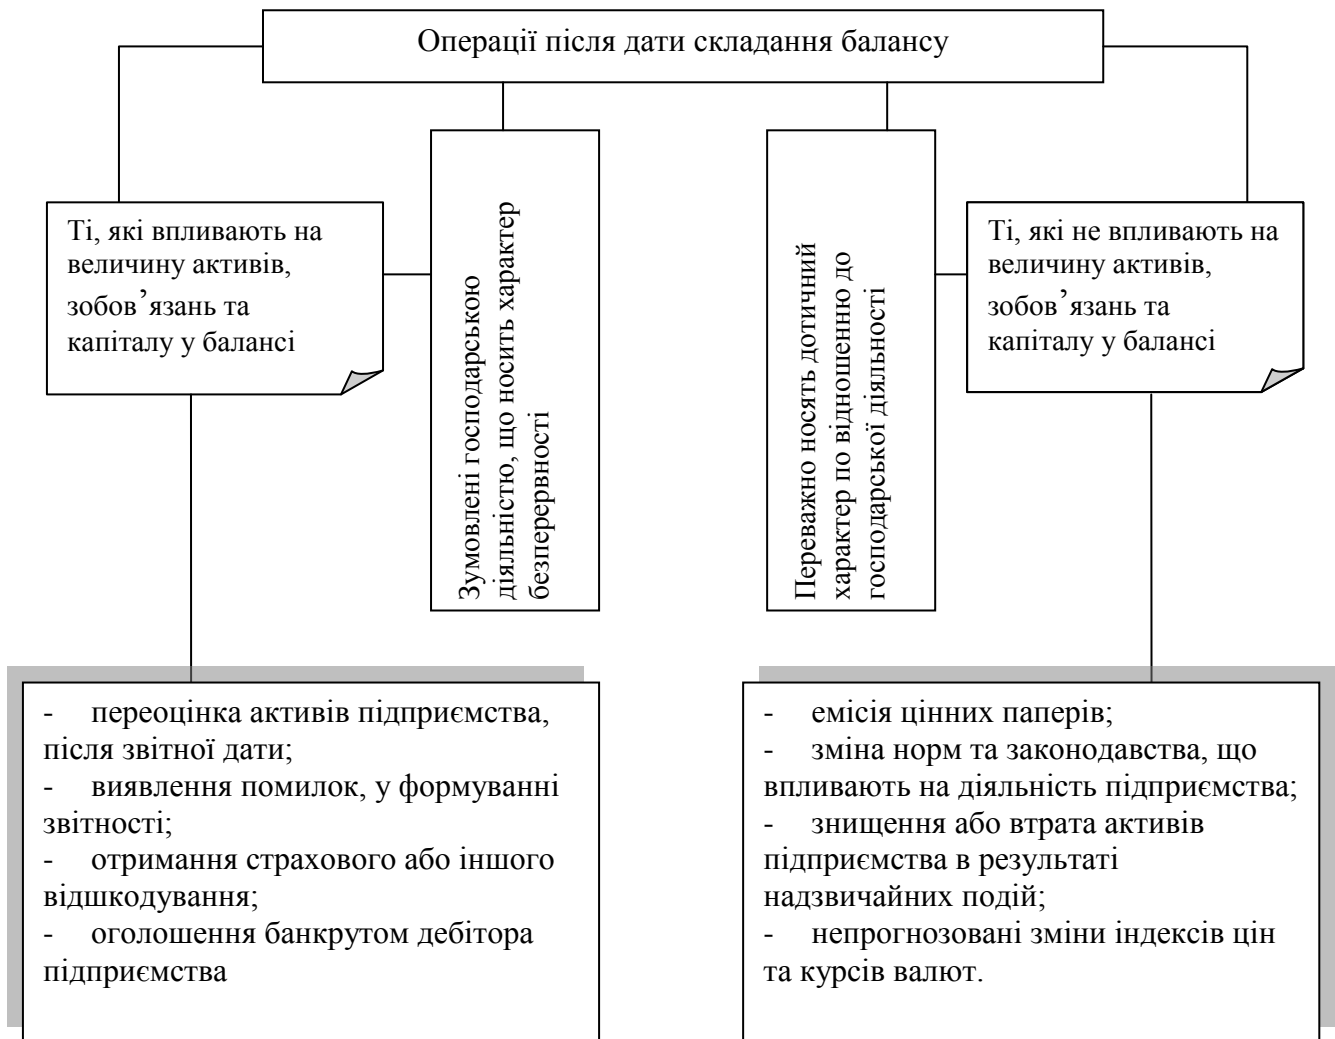 Операції після дати складання балансу
Ті, які впливають на
величину активів,
зобов’язань та
капіталу у балансі
Зумовлені господарською
діяльністю, що носить характер
безперервності
Переважно носять дотичний
характер по відношенню до
господарської діяльності
Ті, які не впливають на
величину активів,
зобов’язань та
капіталу у балансі
- переоцінка активів підприємства,
після звітної дати;
- виявлення помилок, у формуванні
звітності;
- отримання страхового або іншого
відшкодування;
- оголошення банкрутом дебітора
підприємства
- емісія цінних паперів;
- зміна норм та законодавства, що
впливають на діяльність підприємства;
- знищення або втрата активів
підприємства в результаті
надзвичайних подій;
- непрогнозовані зміни індексів цін
та курсів валют.